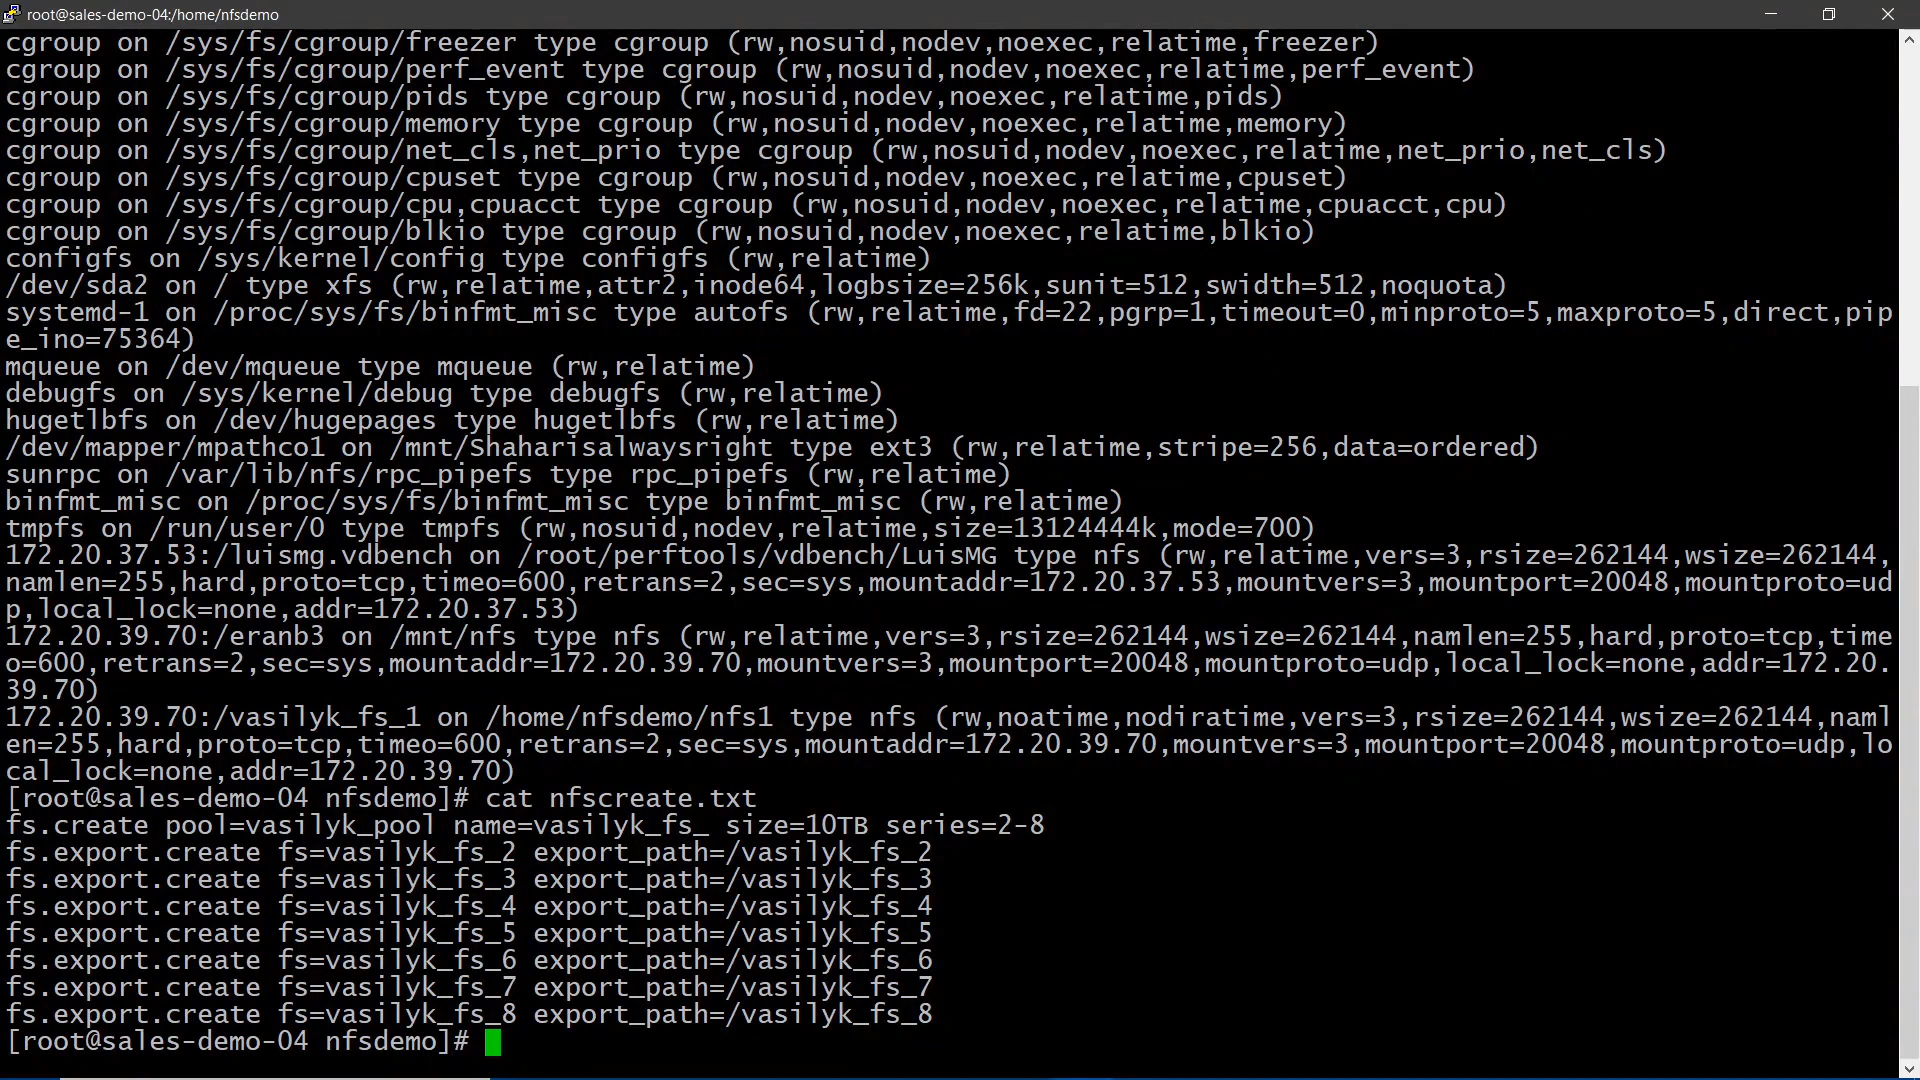 root@sales-demo-04:/home/nfsdemo
cgroup on /sys/fs/cgroup/freezer type cgroup (rw,nosuid,nodev,noexec,relatime,freezer)
cgroup on /sys/fs/cgroup/perf_event type cgroup (rw,nosuid,nodev,noexec,relatime,perf_event)
cgroup on /sys/fs/cgroup/pids type cgroup (rw,nosuid,nodev,noexec,relatime,pids)
cgroup on /sys/fs/cgroup/memory type cgroup (rw,nosuid,nodev,noexec,relatime,memory)
cgroup on /sys/fs/cgroup/net_cls,net_prio type cgroup (rw,nosuid,nodev,noexec,relatime,net_prio,net_cls)
cgroup on /sys/fs/cgroup/cpuset type cgroup (rw,nosuid,nodev,noexec,relatime,cpuset)
cgroup on /sys/fs/cgroup/cpu,cpuacct type cgroup (rw,nosuid,nodev,noexec,relatime,cpuacct,cpu)
cgroup on /sys/fs/cgroup/blkio type cgroup (rw,nosuid,nodev,noexec,relatime,blkio)
configfs on /sys/kernel/config type configfs (rw,relatime)
/dev/sda2 on / type xfs (rw,relatime,attr2,inode64,logbsize=256k,sunit=512,swidth=512,noquota)
systemd-1 on /proc/sys/fs/binfmt_misc type autofs (rw,relatime,fd=22,pgrp=1,timeout=0,minproto=5,maxproto=5,direct,pip
e_ino=75364)
mqueue on /dev/mqueue type mqueue (rw,relatime)
debugfs on /sys/kernel/debug type debugfs (rw,relatime)
hugetlbfs on /dev/hugepages type hugetlbfs (rw,relatime)
/dev/mapper/mpathco1 on /mnt/Shaharisalwaysright type ext3 (rw,relatime,stripe=256,data=ordered)
sunrpc on /var/lib/nfs/rpc_pipefs type rpc_pipefs (rw,relatime)
binfmt_misc on /proc/sys/fs/binfmt_misc type binfmt_misc (rw,relatime)
tmpfs on /run/user/0 type tmpfs (rw,nosuid,nodev,relatime,size=13124444k,mode=700)
172.20.37.53:/luismg.vdbench on /root/perftools/vdbench/LuisMG type nfs (rw,relatime,vers=3,rsize=262144,wsize=262144,
namlen=255,hard,proto=tcp,timeo=600,retrans=2,sec=sys,mountaddr=172.20.37.53,mountvers=3,mountport=20048,mountproto=ud
p,local_lock=none,addr=172.20.37.53)
172.20.39.70:/eranb3 on /mnt/nfs type nfs (rw,relatime,vers=3,rsize=262144,wsize=262144,namlen=255,hard,proto=tcp,time
o=600,retrans=2,sec=sys,mountaddr=172.20.39.70,mountvers=3,mountport=20048,mountproto=udp,local_lock=none,addr=172.20.
39.70)
172.20.39.70:/vasilyk_fs_1 on /home/nfsdemo/nfs1 type nfs (rw,noatime,nodiratime,vers=3,rsize=262144,wsize=262144,naml
en=255,hard,proto=tcp,timeo=600,retrans=2,sec=sys,mountaddr=172.20.39.70,mountvers=3,mountport=20048,mountproto=udp,lo
cal_lock=none,addr=172.20.39.70)
[root@sales-demo-04 nfsdemo]# cat nfscreate.txt
fs.create pool=vasilyk_pool name=vasilyk_fs_ size=10TB series=2-8
fs.export.create fs=vasilyk_fs_2 export_path=/vasilyk_fs_2
fs.export.create fs=vasilyk_fs_3 export_path=/vasilyk_fs_3
fs.export.create fs=vasilyk_fs_4 export_path=/vasilyk_fs_4
fs.export.create fs=vasilyk_fs_5 export_path=/vasilyk_fs_5
fs.export.create fs=vasilyk_fs_6 export_path=/vasilyk_fs_6
fs.export.create fs=vasilyk_fs_7 export_path=/vasilyk_fs_7
fs.export.create fs=vasilyk_fs_8 export_path=/vasilyk_fs_8
[root@sales-demo-04 nfsdemo]#